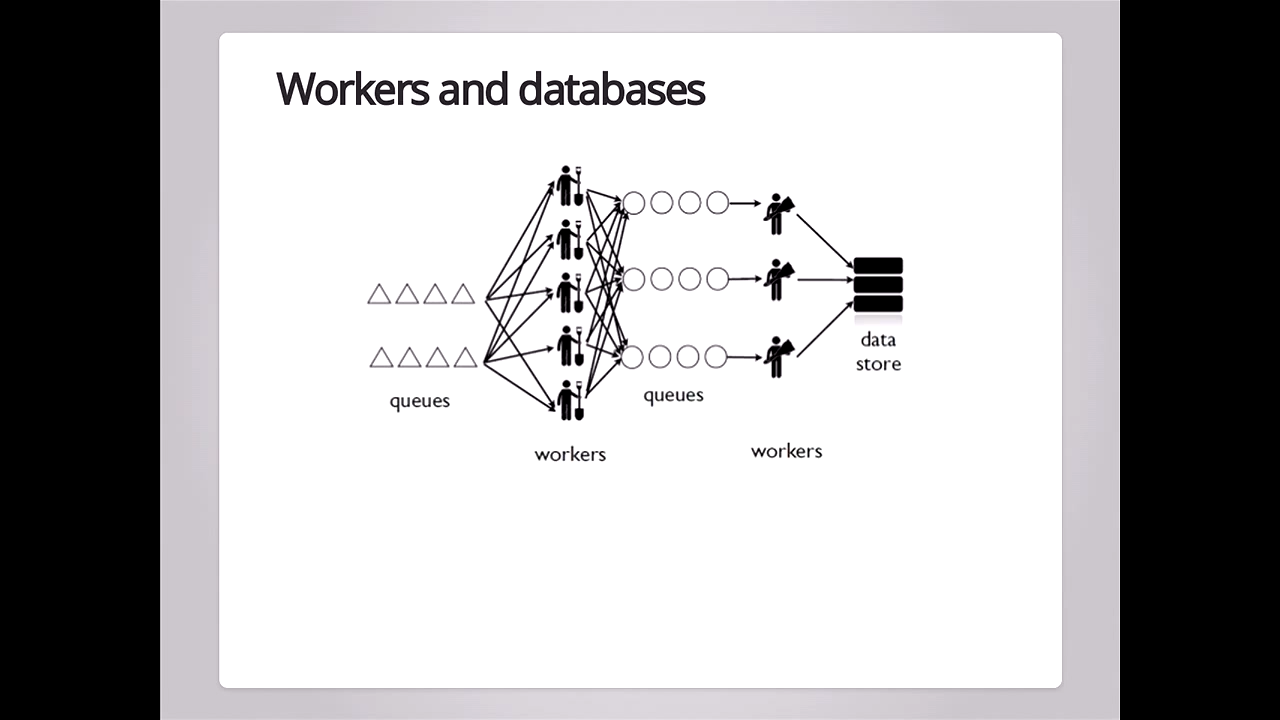 Workers and databases
data
store
queues
queues
workers
workers